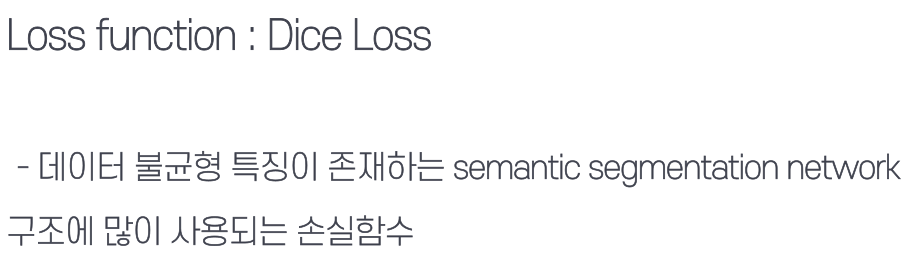 Loss function : Dice Loss
- 데이터 불균형 특징이 존재하는 semantic segmentation network
구조에 많이 사용되는 손실함수